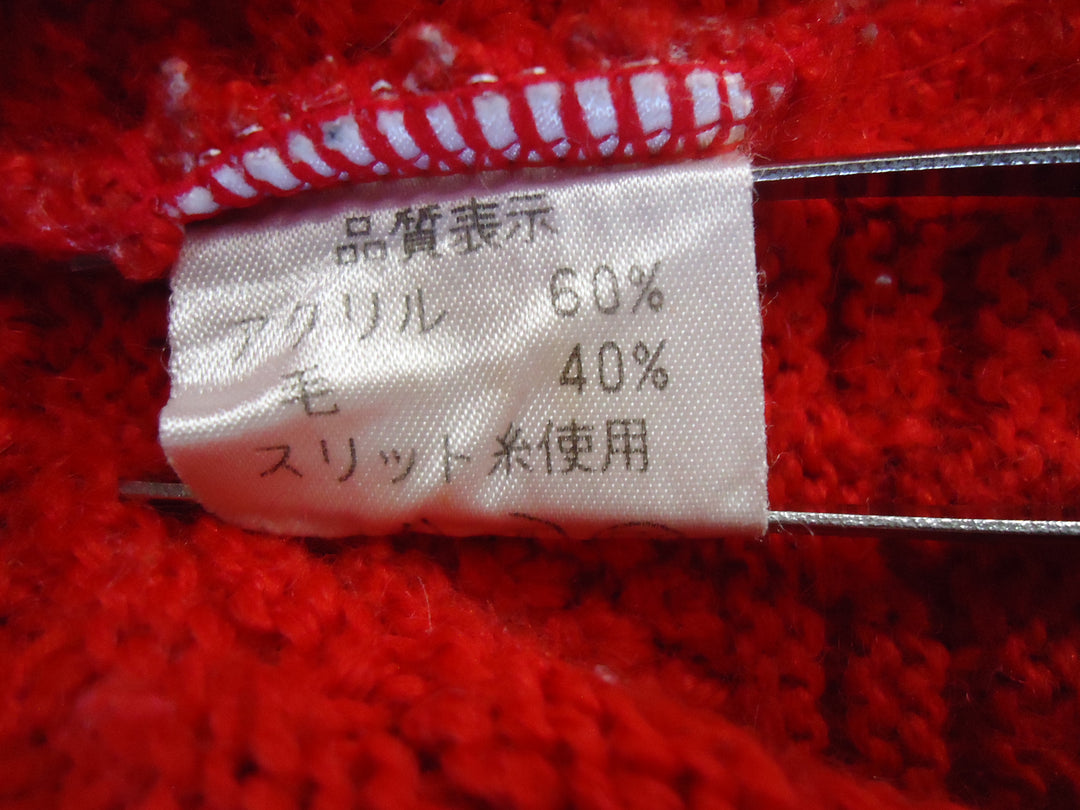 品質表示
アクリル 60%
毛 40%
スリット糸使用